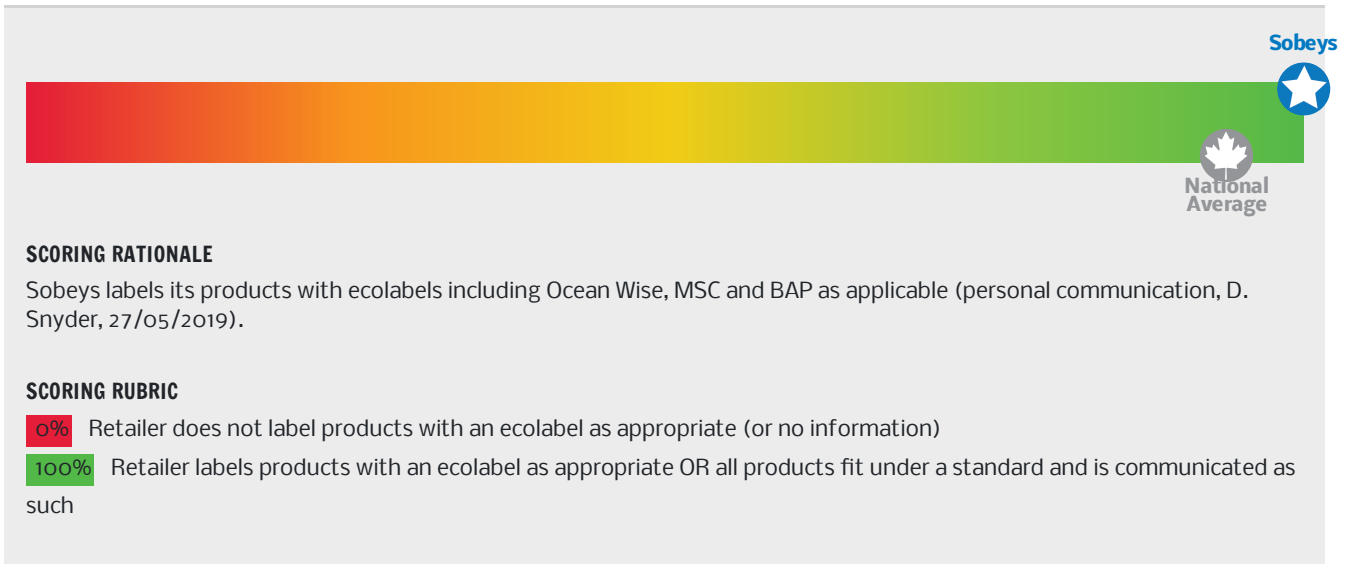 Sobeys
National
Average
SCORING RATIONALE
Sobeys labels its products with ecolabels including Ocean Wise, MSC and BAP as applicable (personal communication, D.
Snyder, 27/05/2019).
SCORING RUBRIC
0% Retailer does not label products with an ecolabel as appropriate (or no information)
100% Retailer labels products with an ecolabel as appropriate OR all products fit under a standard and is communicated as
such